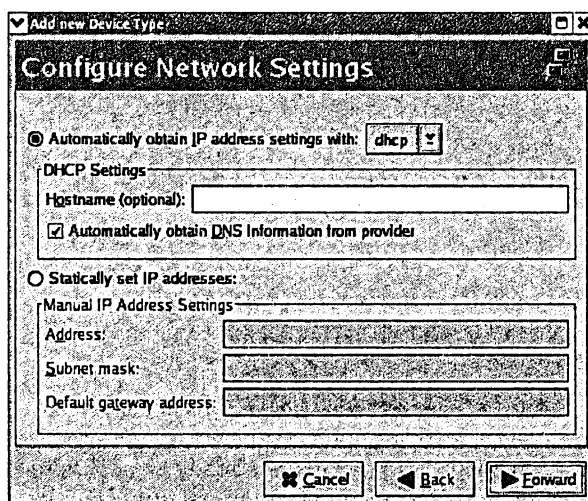 Add new Device Type
Configure Network Settings
Automatically obtain IP address settings with: dhcp
DHCP Settings
Hostname (optional):
Automatically obtain DNS information from provider
Statically set IP addresses:
Manual IP Address Settings
Address:
Subnet mask:
Default gateway address:
Cancel Back Forward